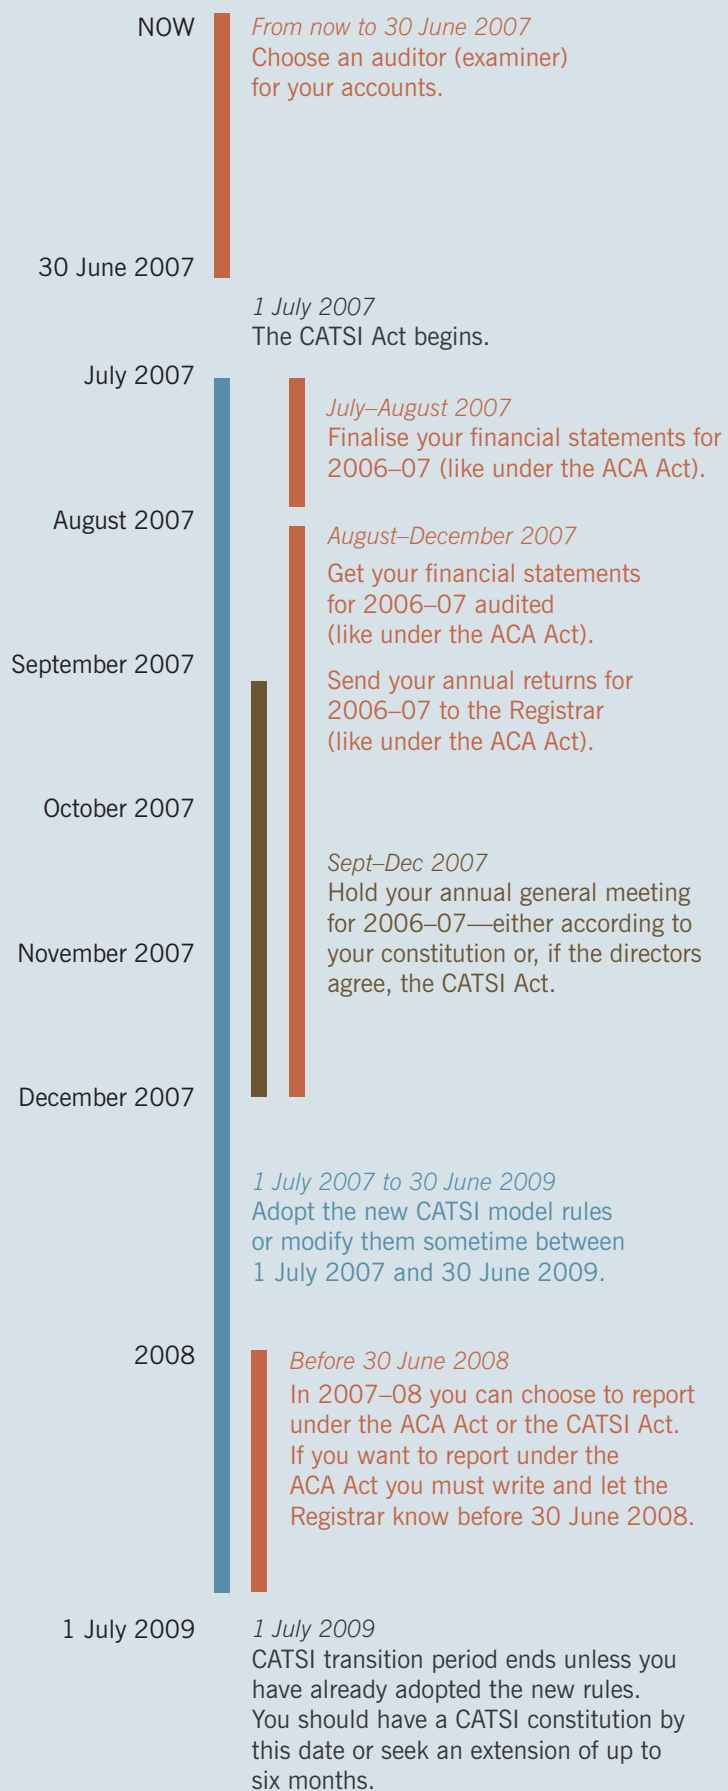 NOW
From now to 30 June 2007
Choose an auditor (examiner)
for your accounts.
30 June 2007
1 July 2007
The CATSI Act begins.
July 2007
July–August 2007
Finalise your financial statements for
2006–07 (like under the ACA Act).
August 2007
August–December 2007
Get your financial statements
for 2006–07 audited
(like under the ACA Act).
September 2007
Send your annual returns for
2006–07 to the Registrar
(like under the ACA Act).
October 2007
Sept–Dec 2007
Hold your annual general meeting
for 2006–07—either according to
your constitution or, if the directors
agree, the CATSI Act.
November 2007
December 2007
1 July 2007 to 30 June 2009
Adopt the new CATSI model rules
or modify them sometime between
1 July 2007 and 30 June 2009.
2008
Before 30 June 2008
In 2007–08 you can choose to report
under the ACA Act or the CATSI Act.
If you want to report under the
ACA Act you must write and let the
Registrar know before 30 June 2008.
1 July 2009
1 July 2009
CATSI transition period ends unless you
have already adopted the new rules.
You should have a CATSI constitution by
this date or seek an extension of up to
six months.